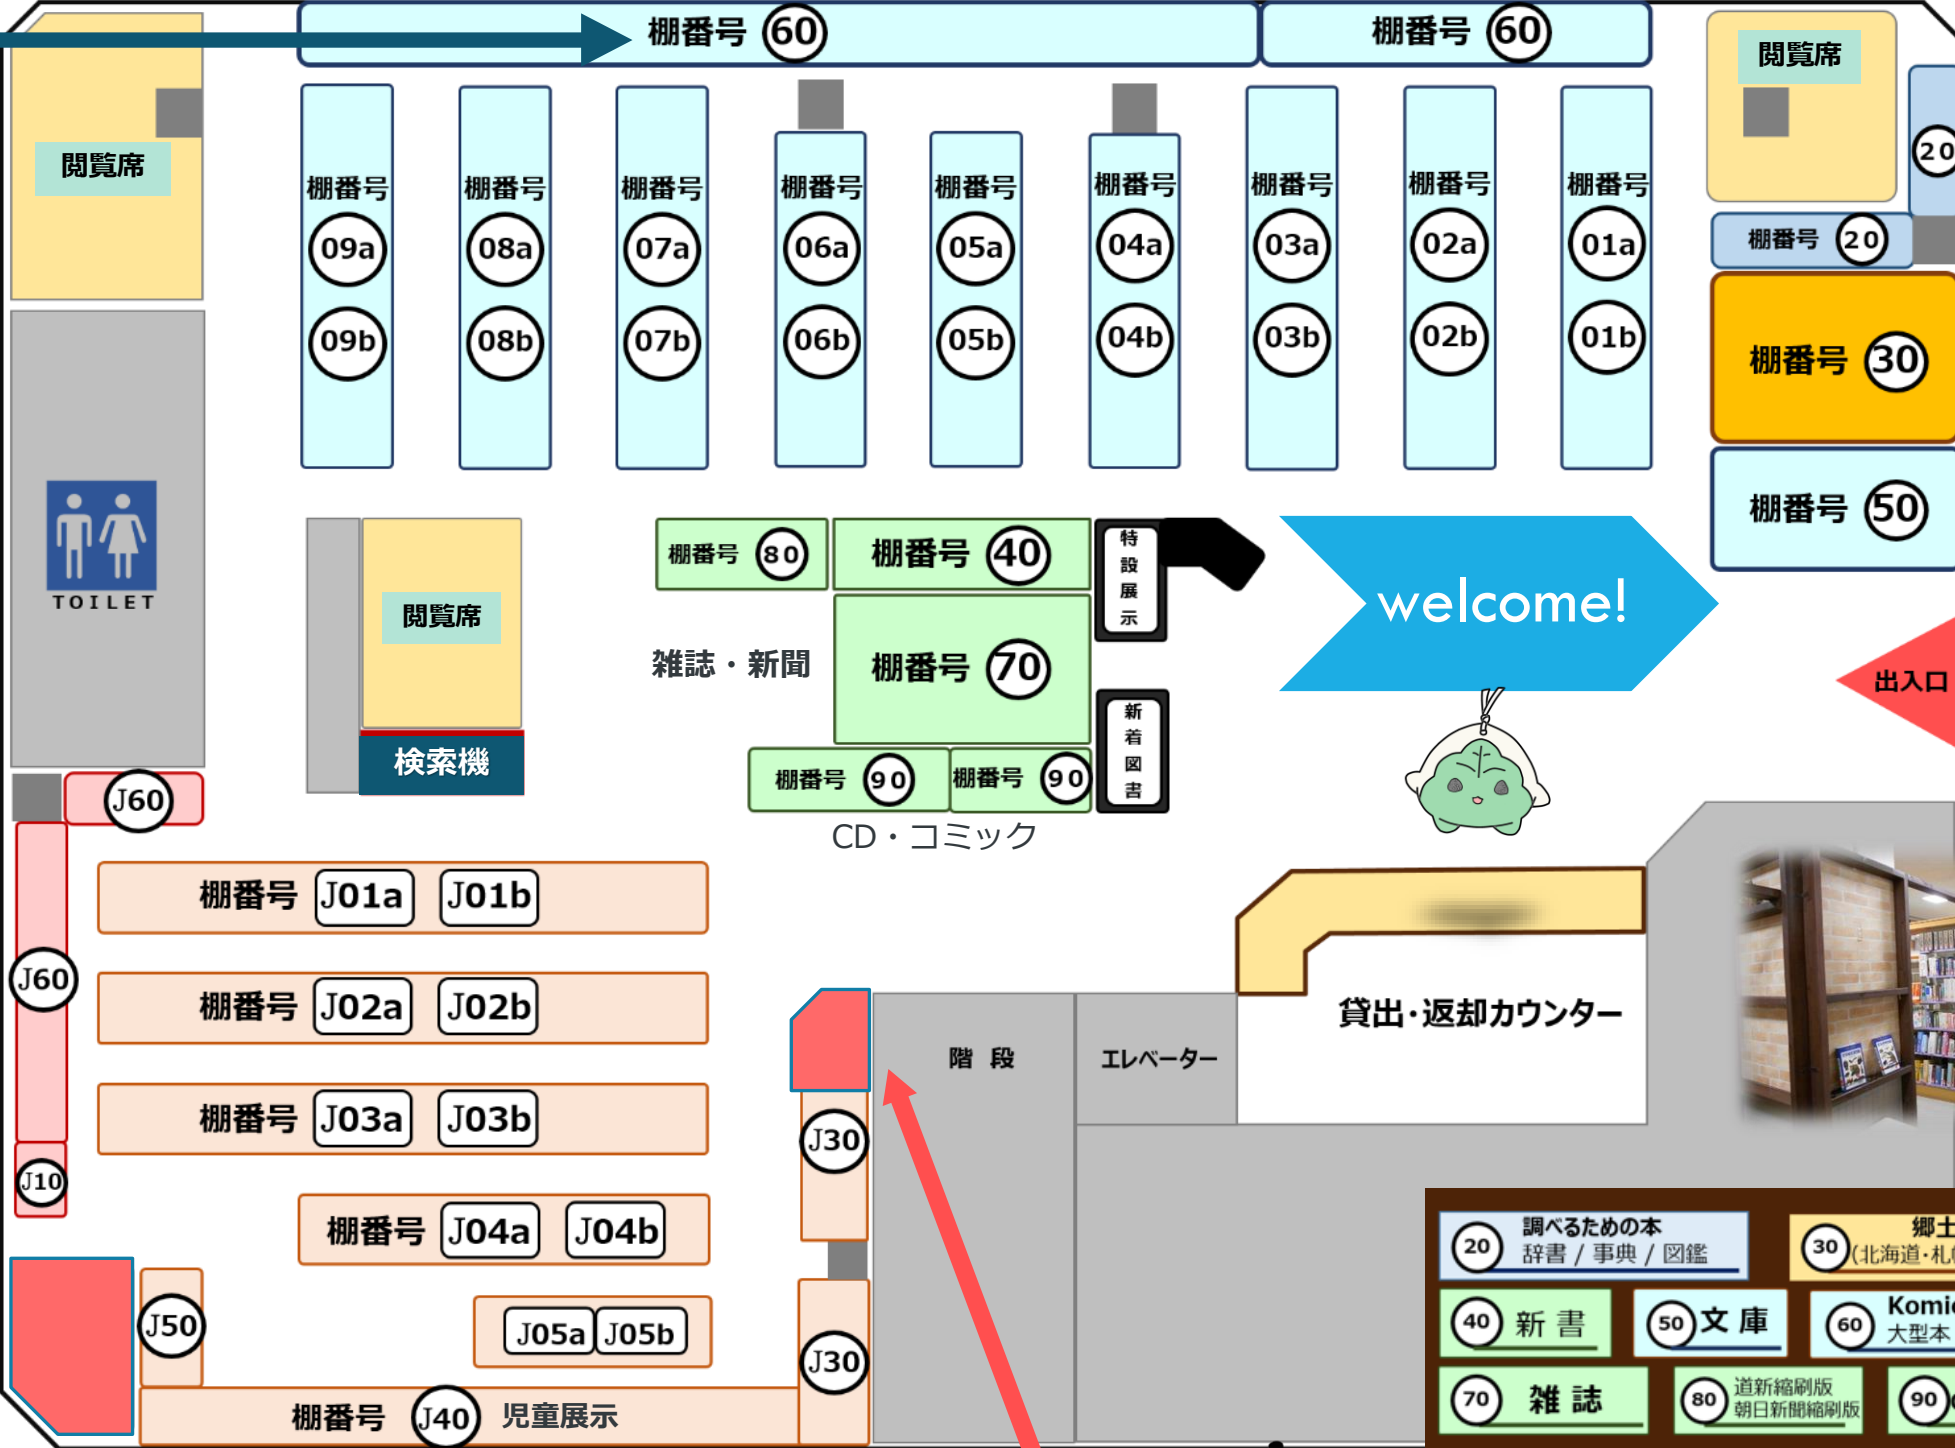 棚番号 60
棚番号 60
閲覧席
閲覧席
20
棚番号 09a 09b
棚番号 08a 08b
棚番号 07a 07b
棚番号 06a 06b
棚番号 05a 05b
棚番号 04a 04b
棚番号 03a 03b
棚番号 02a 02b
棚番号 01a 01b
棚番号 20
棚番号 30
棚番号 50
TOILET
閲覧席
検索機
棚番号 80
棚番号 40
特設展示
雑誌・新聞
棚番号 70
新着図書
棚番号 90
棚番号 90
CD・コミック
welcome!
出入口
J60
棚番号 J01a J01b
J60
棚番号 J02a J02b
棚番号 J03a J03b
J10
棚番号 J04a J04b
J50
J05a J05b
棚番号 J40 児童展示
J30
J30
階 段
エレベーター
貸出・返却カウンター
20 調べるための本
辞書 / 事典 / 図鑑
30 郷土
(北海道・札
40 新 書
50 文 庫
60 Komi
大型本
70 雑 誌
80 道新縮刷版
朝日新聞縮刷版
90